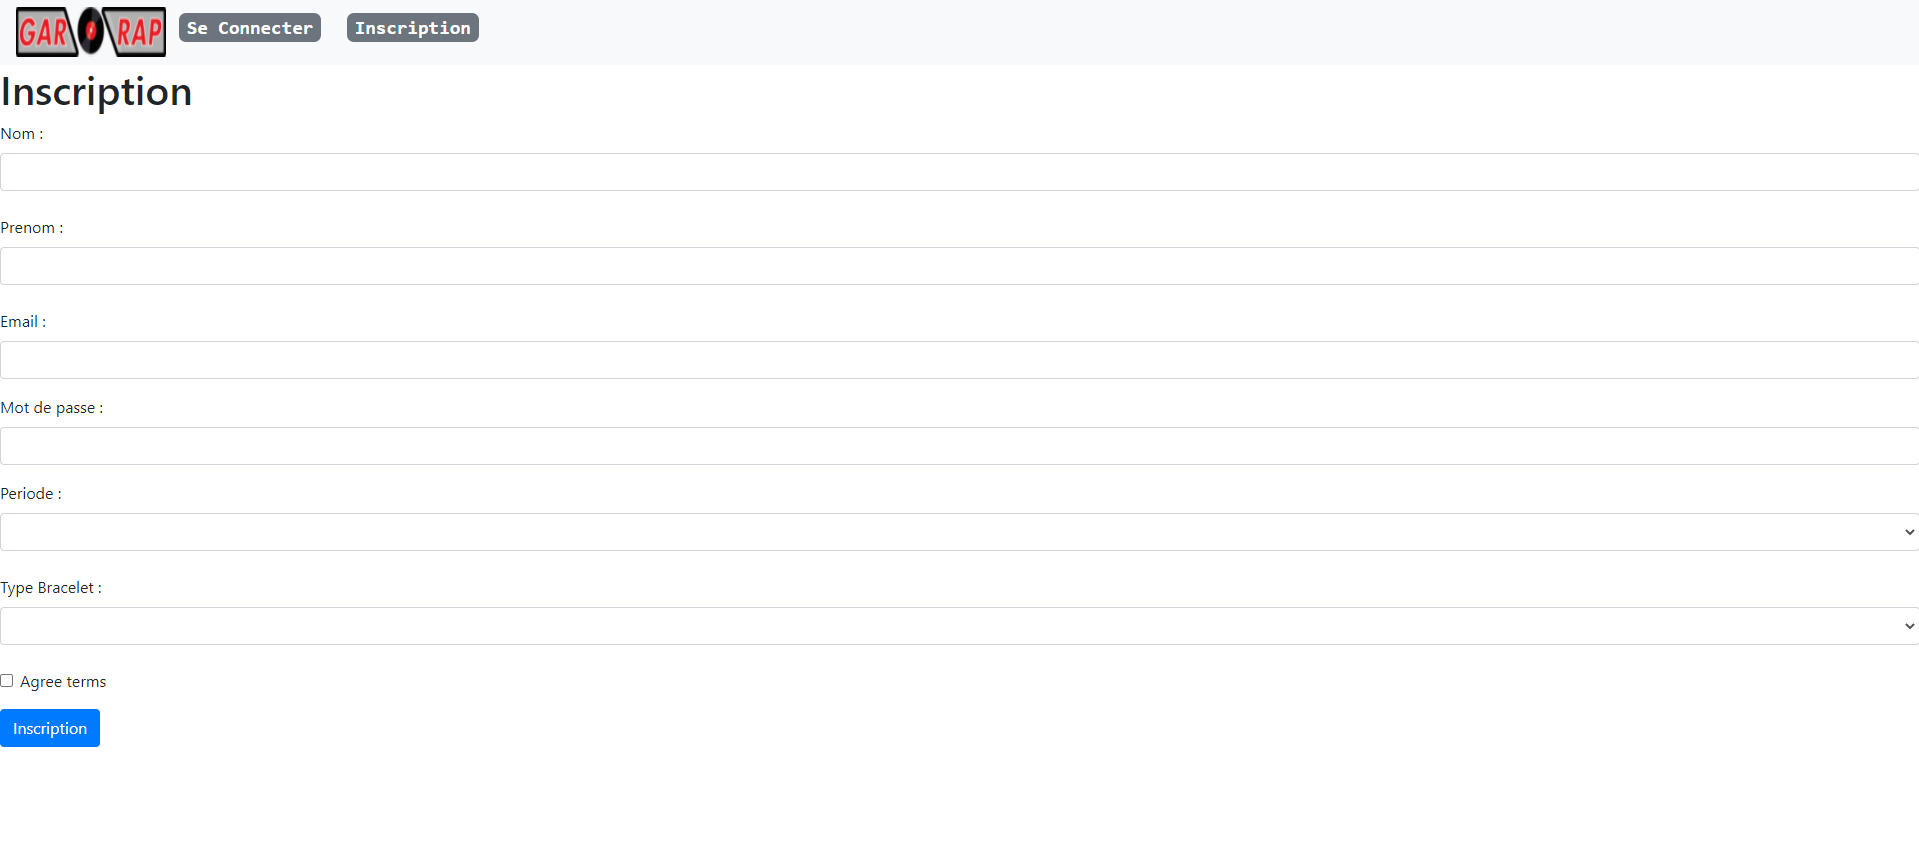 GAR RAP Se Connecter Inscription
Inscription
Nom :
Prenom :
Email :
Mot de passe :
Periode :
Type Bracelet :
Agree terms
Inscription